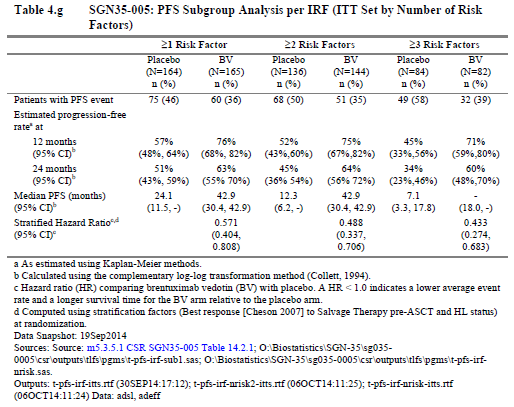 Table 4.g SGN35-005: PFS Subgroup Analysis per IRF (ITT Set by Number of Risk
Factors)
≥1 Risk Factor ≥2 Risk Factors ≥3 Risk Factors
Placebo BV Placebo BV Placebo BV
(N=164) (N=165) (N=136) (N=144) (N=84) (N=82)
n (%) n (%) n (%) n (%) n (%) n (%)
Patients with PFS event 75 (46) 60 (36) 68 (50) 51 (35) 49 (58) 32 (39)
Estimated progression-free
rateᵃ at
12 months 57% 76% 52% 75% 45% 71%
(95% CI)ᵇ (48%, 64%) (68%, 82%) (43%,60%) (67%,82%) (33%,56%) (59%,80%)
24 months 51% 63% 45% 64% 34% 60%
(95% CI)ᵇ (43%, 59%) (55% 70%) (36% 54%) (56% 72%) (23%,46%) (48%,70%)
Median PFS (months) 24.1 42.9 12.3 42.9 7.1 -
(95% CI)ᵇ (11.5, -) (30.4, 42.9) (6.2, -) (30.4, 42.9) (3.3, 17.8) (18.0, -)
Stratified Hazard Ratioᶜ,ᵈ 0.571 0.488 0.433
(95% CI)ᶜ (0.404, (0.337, (0.274,
0.808) 0.706) 0.683)
a As estimated using Kaplan-Meier methods.
b Calculated using the complementary log-log transformation method (Collett, 1994).
c Hazard ratio (HR) comparing brentuximab vedotin (BV) with placebo. A HR < 1.0 indicates a lower average event
rate and a longer survival time for the BV arm relative to the placebo arm.
d Computed using stratification factors (Best response [Cheson 2007] to Salvage Therapy pre-ASCT and HL status)
at randomization.
Data Snapshot: 19Sep2014
Sources: Source: m5.3.5.1 CSR SGN35-005 Table 14.2.1; O:\Biostatistics\SGN-35\sg035-
0005\csr\outputs\tlfs\pgms\t-pfs-irf-sub1.sas; O:\Biostatistics\SGN-35\sg035-0005\csr\outputs\tlfs\pgms\t-pfs-irf-
nrisk.sas.
Outputs: t-pfs-irf-itts.rtf (30SEP14:17:12); t-pfs-irf-nrisk2-itts.rtf (06OCT14:11:25); t-pfs-irf-nrisk-itts.rtf
(06OCT14:11:24) Data: adsl, adeff